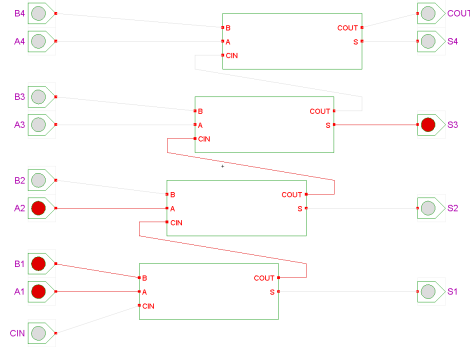 B4 B COUT COUT
A4 A S S4
CIN
B3 B COUT
A3 A S S3
CIN
B2 B COUT
A2 A S S2
CIN
B1 B COUT
A1 A S S1
CIN
CIN